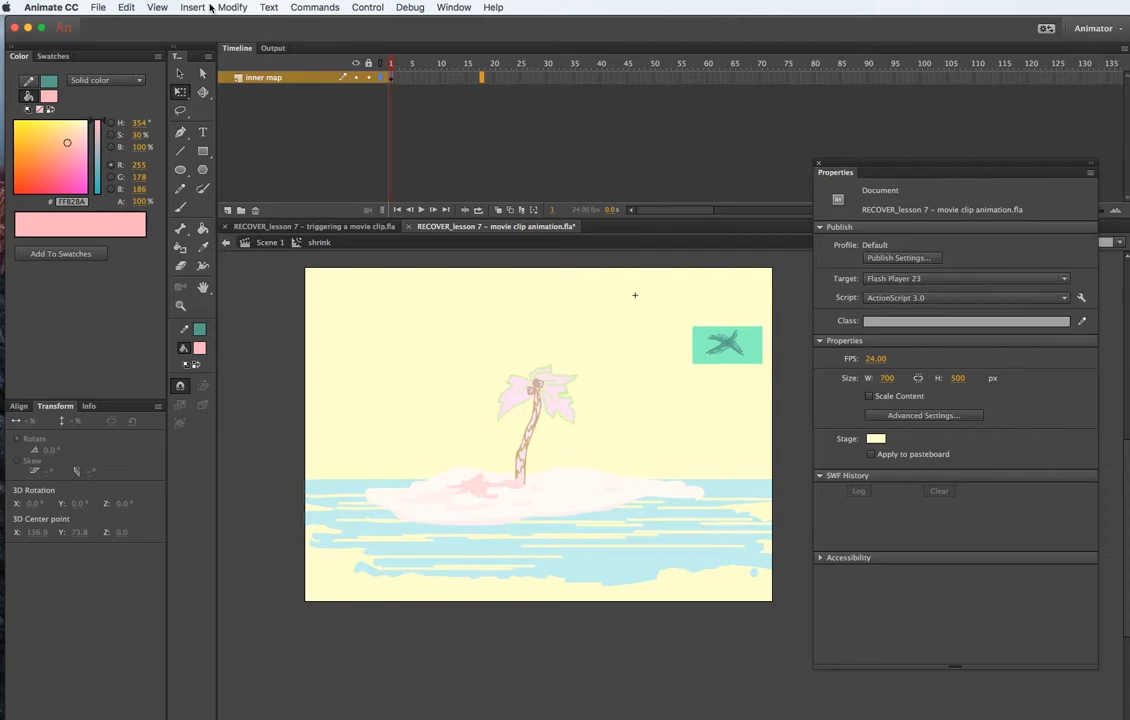 Animate CC File Edit View Insert Modify Text Commands Control Debug Window Help
An Animator
Color Swatches
T...
Timeline Output
1 5 10 15 20 25 30 35 40 45 50 55 60 65 70 75 80 85 90 95 100 105 110 115 120 125 130 135
inner map
Solid color
H: 354 °
S: 30 %
B: 100 %
R: 255
G: 178
B: 186
# FFB2BA A: 100 %
Add To Swatches
1 24.00 fps 0.0 s
RECOVER_lesson 7 – triggering a movie clip.fla
RECOVER_lesson 7 – movie clip animation.fla*
Scene 1 shrink
Align Transform Info
Rotate
0.0 °
Skew
3D Rotation
X: 0.0 ° Y: 0.0 ° Z: 0.0 °
3D Center point
X: 136.9 Y: 73.8 Z: 0.0
Properties
Document
RECOVER_lesson 7 – movie clip animation.fla
Publish
Profile: Default
Publish Settings...
Target: Flash Player 23
Script: ActionScript 3.0
Class:
Properties
FPS: 24.00
Size: W: 700 H: 500 px
Scale Content
Advanced Settings...
Stage:
Apply to pasteboard
SWF History
Log Clear
Accessibility